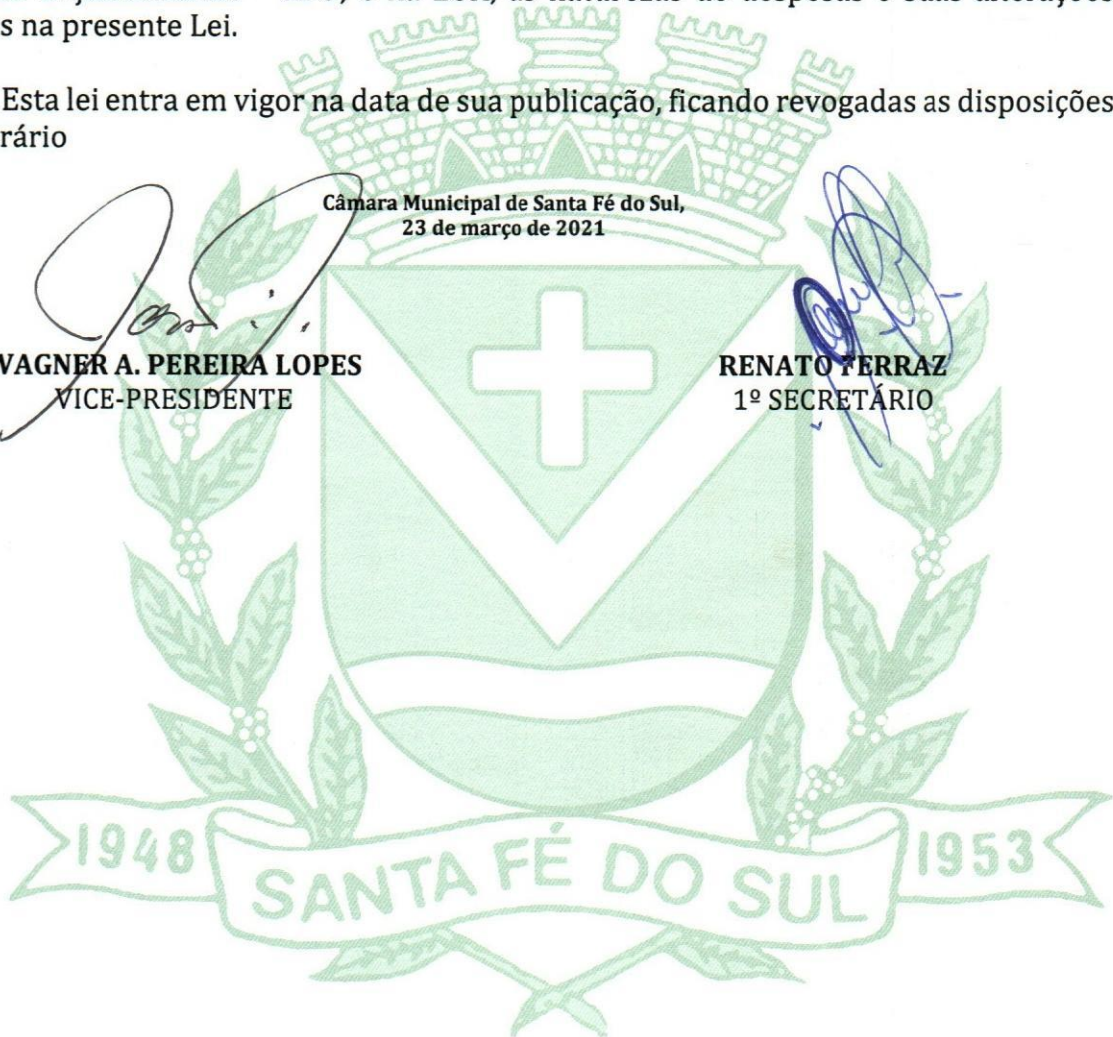 s na presente Lei.
Esta lei entra em vigor na data de sua publicação, ficando revogadas as disposições
rário
Câmara Municipal de Santa Fé do Sul,
23 de março de 2021
VAGNER A. PEREIRA LOPES
VICE-PRESIDENTE
RENATO FERRAZ
1º SECRETÁRIO
1948
SANTA FÉ DO SUL
1953